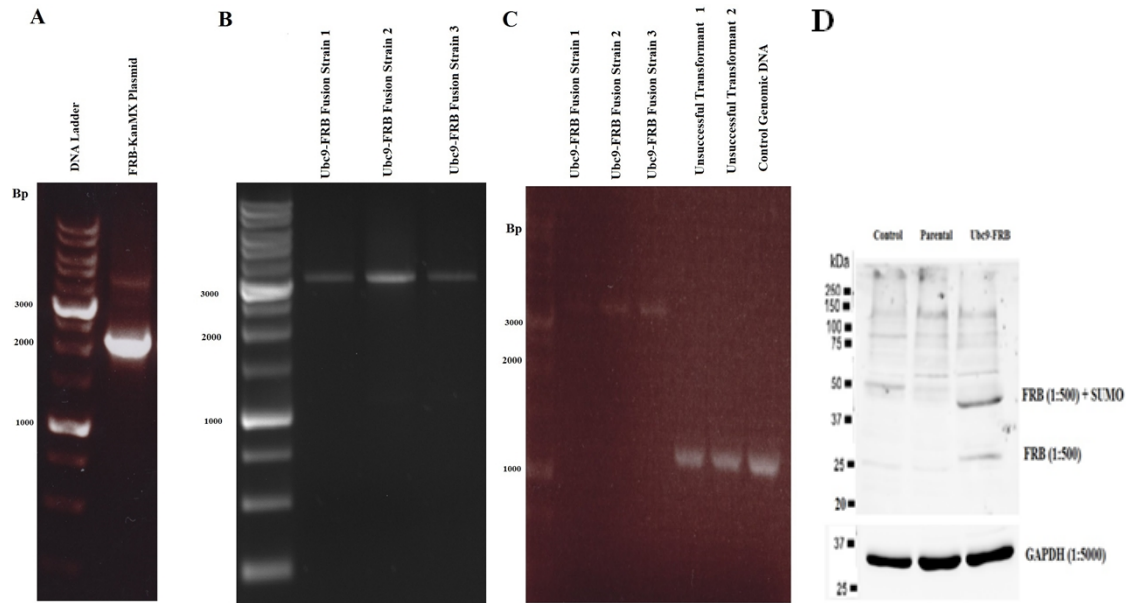 A
DNA Ladder
FRB-KanMX Plasmid
Bp
3000
2000
1000
B
Ubc9-FRB Fusion Strain 1
Ubc9-FRB Fusion Strain 2
Ubc9-FRB Fusion Strain 3
3000
2000
1000
C
Ubc9-FRB Fusion Strain 1
Ubc9-FRB Fusion Strain 2
Ubc9-FRB Fusion Strain 3
Unsuccessful Transformant 1
Unsuccessful Transformant 2
Control Genomic DNA
Bp
3000
2000
1000
D
Control Parental Ubc9-FRB
kDa
250
150
100
75
50
FRB (1:500) + SUMO
37
FRB (1:500)
25
20
37
GAPDH (1:5000)
25